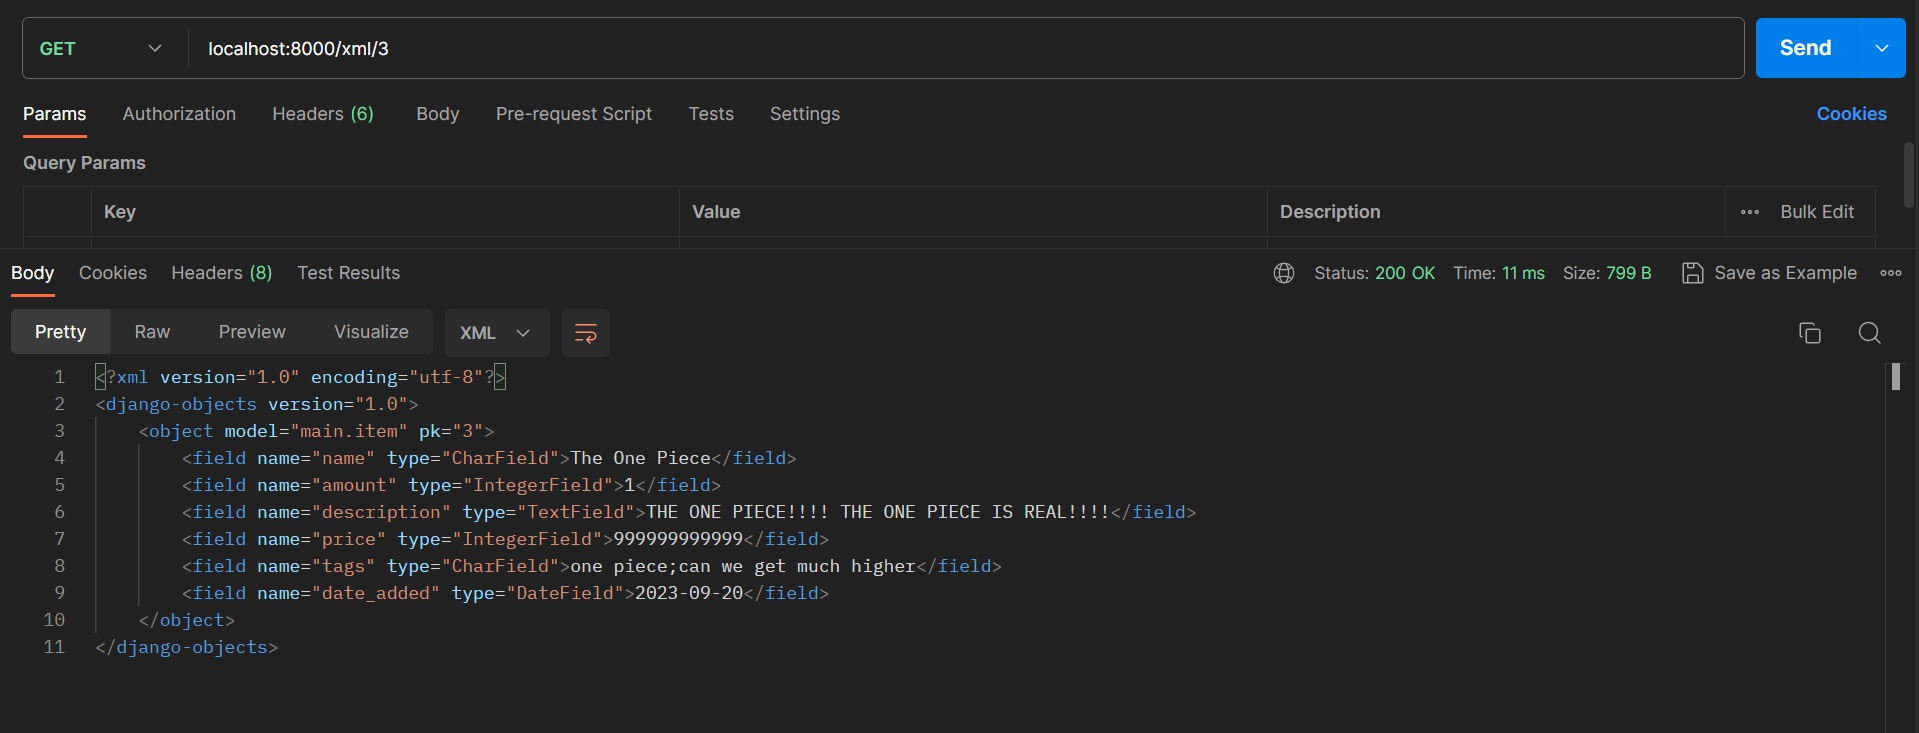 GET localhost:8000/xml/3 Send
Params Authorization Headers (6) Body Pre-request Script Tests Settings Cookies
Query Params
Key Value Description Bulk Edit
Body Cookies Headers (8) Test Results Status: 200 OK Time: 11 ms Size: 799 B Save as Example
Pretty Raw Preview Visualize XML
1 <?xml version="1.0" encoding="utf-8"?>
2 <django-objects version="1.0">
3 <object model="main.item" pk="3">
4 <field name="name" type="CharField">The One Piece</field>
5 <field name="amount" type="IntegerField">1</field>
6 <field name="description" type="TextField">THE ONE PIECE!!!! THE ONE PIECE IS REAL!!!!</field>
7 <field name="price" type="IntegerField">999999999999</field>
8 <field name="tags" type="CharField">one piece;can we get much higher</field>
9 <field name="date_added" type="DateField">2023-09-20</field>
10 </object>
11 </django-objects>